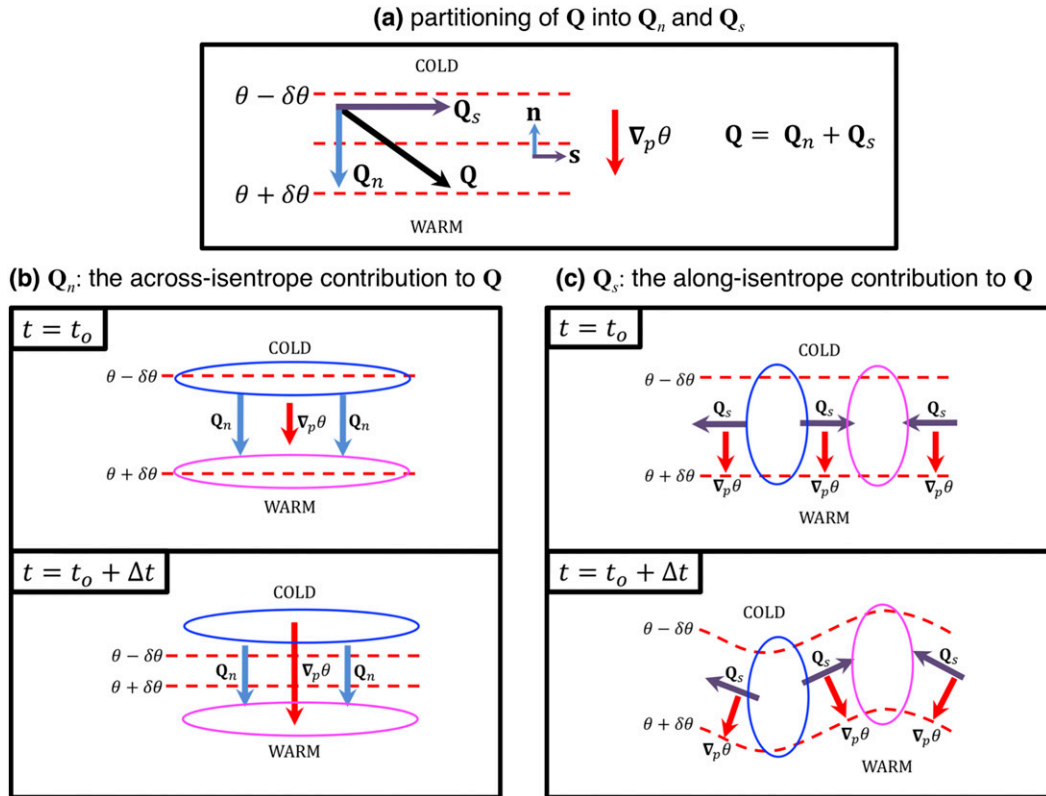 (a) partitioning of Q into Qₙ and Qₛ
COLD
θ − δθ
Qₛ
n
∇ₚθ
Q = Qₙ + Qₛ
s
Qₙ
Q
θ + δθ
WARM
(b) Qₙ: the across-isentrope contribution to Q
t = tₒ
COLD
θ − δθ
Qₙ
∇ₚθ
Qₙ
θ + δθ
WARM
t = tₒ + Δt
COLD
θ − δθ
Qₙ
∇ₚθ
Qₙ
θ + δθ
WARM
(c) Qₛ: the along-isentrope contribution to Q
t = tₒ
COLD
θ − δθ
Qₛ
Qₛ
Qₛ
θ + δθ
∇ₚθ
∇ₚθ
∇ₚθ
WARM
t = tₒ + Δt
COLD
θ − δθ
Qₛ
Qₛ
Qₛ
θ + δθ
∇ₚθ
∇ₚθ
∇ₚθ
WARM